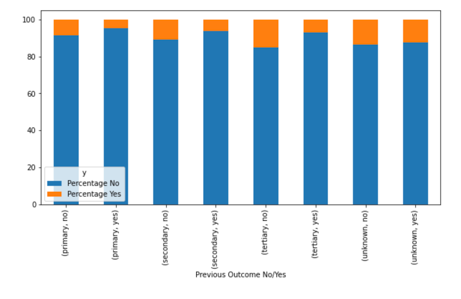 100
80
60
40
20
0
y
Percentage No
Percentage Yes
(primary, no)
(primary, yes)
(secondary, no)
(secondary, yes)
(tertiary, no)
(tertiary, yes)
(unknown, no)
(unknown, yes)
Previous Outcome No/Yes